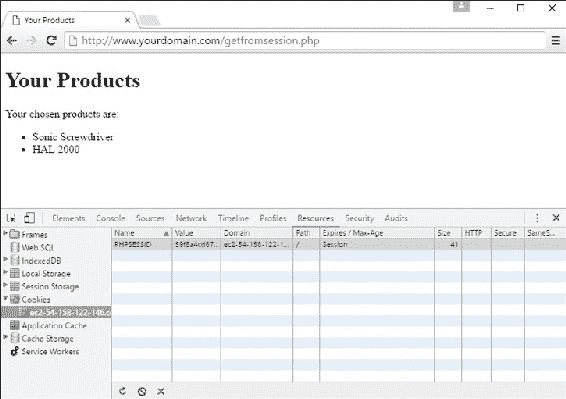 Your Products
http://www.yourdomain.com/getfromsession.php
Your Products
Your chosen products are:
Sonic Screwdriver
HAL 2000
Elements Console Sources Network Timeline Profiles Resources Security Audits
Frames
Web SQL
IndexedDB
Local Storage
Session Storage
Cookies
Application Cache
Cache Storage
Service Workers
Name Value Domain Path Expires / Max-Age Size HTTP Secure SameS...
PHPSESSID / Session 41